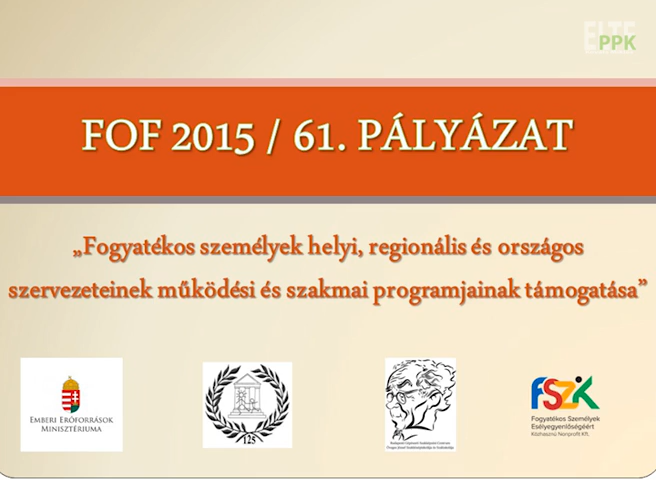 ELTE
PPK
FOF 2015 / 61. PÁLYÁZAT
„Fogyatékos személyek helyi, regionális és országos
szervezeteinek működési és szakmai programjainak támogatása”
EMBERI ERŐFORRÁSOK
MINISZTÉRIUMA
125
FSZK
Fogyatékos Személyek
Esélyegyenlőségéért
Közhasznú Nonprofit Kft.